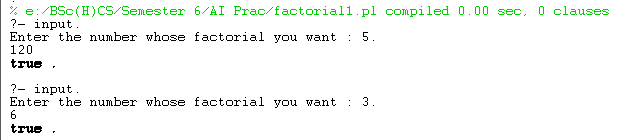 % e:/BSc(H)CS/Semester 6/AI Prac/factorial1.pl compiled 0.00 sec, 0 clauses
?- input.
Enter the number whose factorial you want : 5.
120
true .
?- input.
Enter the number whose factorial you want : 3.
6
true .